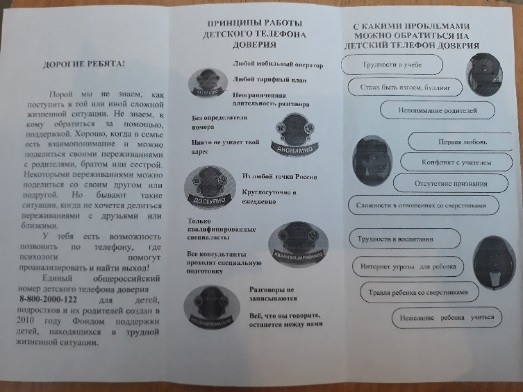 ДОРОГИЕ РЕБЯТА!
Порой мы не знаем, как
поступить в той или иной сложной
жизненной ситуации. Не знаем, к
кому обратиться за помощью,
поддержкой. Хорошо, когда в семье
есть взаимопонимание и можно
поделиться своими переживаниями
с родителями, братом или сестрой.
Некоторыми переживаниями можно
поделиться со своим другом или
подругой. Но бывают такие
ситуации, когда не хочется делиться
переживаниями с друзьями или
близкими.
У тебя есть возможность
позвонить по телефону, где
психологи помогут
проанализировать и найти выход!
Единый общероссийский
номер детского телефона доверия
8-800-2000-122 для детей,
подростков и их родителей создан в
2010 году Фондом поддержки
детей, находящихся в трудной
жизненной ситуации.
ПРИНЦИПЫ РАБОТЫ
ДЕТСКОГО ТЕЛЕФОНА
ДОВЕРИЯ
Любой мобильный оператор
Любой тарифный план
Неограниченная
длительность разговора
Без определителя
номера
Никто не узнает твой
адрес
АНОНИМНО
Из любой точки России
Круглосуточно и
ежедневно
ДОСТУПНО
Только
квалифицированные
специалисты
Все консультанты
проходят специальную
подготовку
Разговоры не
записываются
Всё, что вы говорите,
останется между нами
С КАКИМИ ПРОБЛЕМАМИ
МОЖНО ОБРАТИТЬСЯ НА
ДЕТСКИЙ ТЕЛЕФОН ДОВЕРИЯ
Трудности в учебе
Страх быть изгоем, буллинг
Непонимание родителей
Первая любовь
Конфликт с учителем
Отсутствие признания
Сложности в отношениях со сверстниками
Трудности в воспитании
Интернет угрозы для ребенка
Травля ребенка со сверстниками
Нежелание ребенка учиться